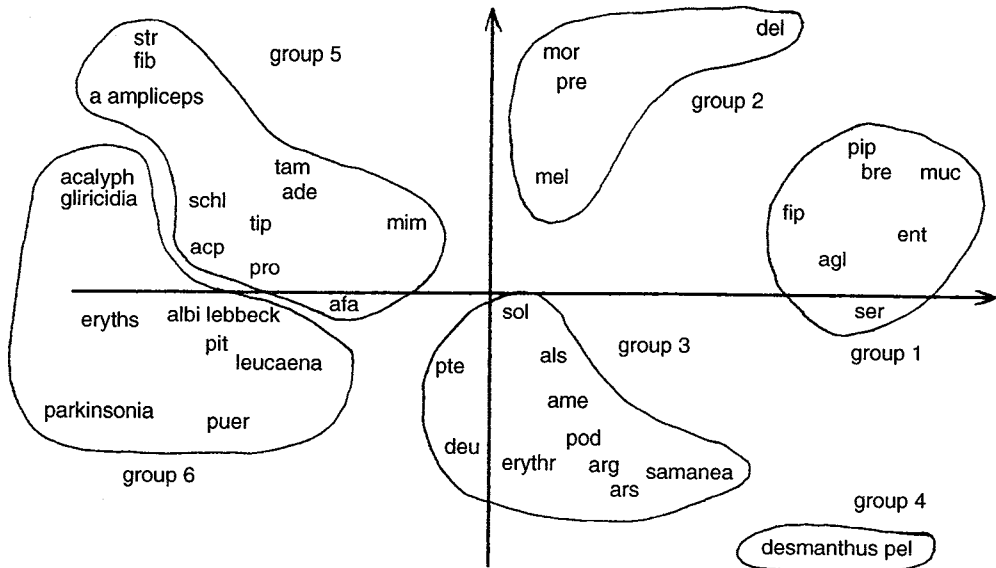 str
fib
a ampliceps
group 5
tam
ade
schl
tip
mim
acp
pro
afa
acalyph
gliricidia
eryths
albi lebbeck
pit
leucaena
parkinsonia
puer
group 6
del
mor
pre
group 2
mel
pip
bre
muc
fip
ent
agl
ser
group 1
sol
group 3
pte
als
ame
pod
deu
erythr
arg
samanea
ars
group 4
desmanthus pel